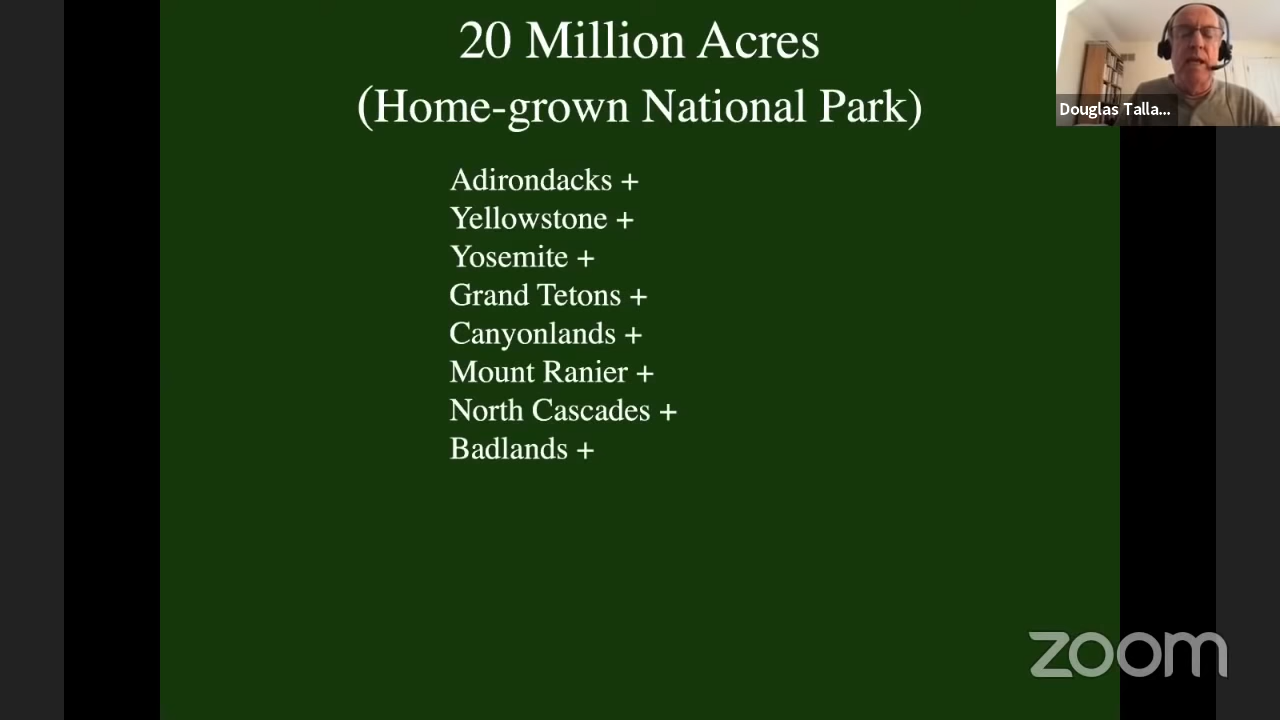 20 Million Acres
(Home-grown National Park)
Adirondacks +
Yellowstone +
Yosemite +
Grand Tetons +
Canyonlands +
Mount Ranier +
North Cascades +
Badlands +
Douglas Talla...
zoom